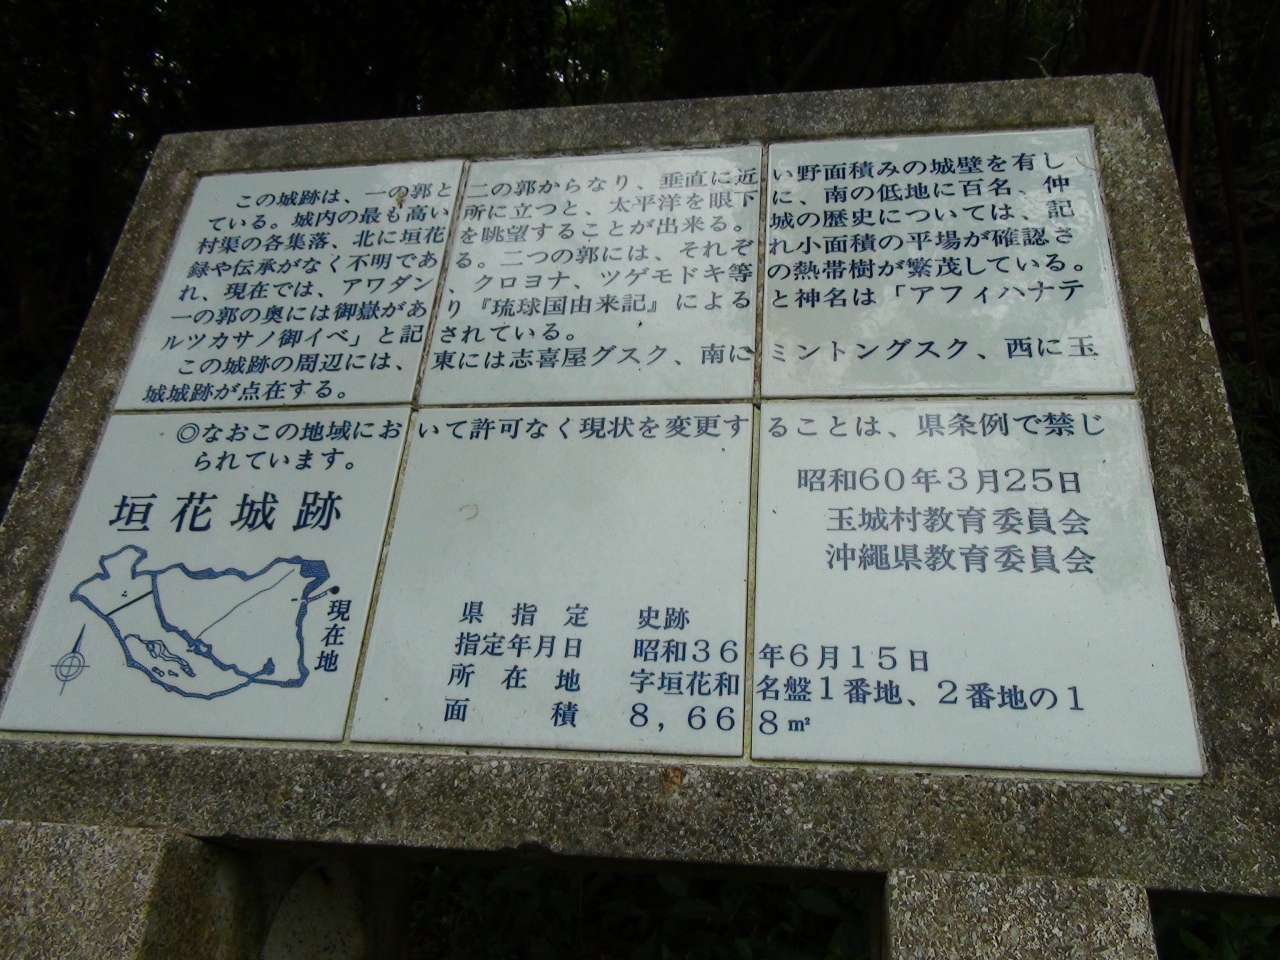 この城跡は、一の郭と二の郭からなり、垂直に近い野面積みの城壁を有し
ている。城内の最も高い所に立つと、太平洋を眼下に、南の低地に百名、仲
村渠の各集落、北に垣花を眺望することが出来る。城の歴史については、記
録や伝承がなく不明である。二つの郭には、それぞれ小面積の平場が確認さ
れ、現在では、アワダン、クロヨナ、ツゲモドキ等の熱帯樹が繁茂している。
一の郭の奥には御嶽があり『琉球国由来記』によると神名は「アフィハナテ
ルツカサノ御イベ」と記されている。
この城跡の周辺には、東には志喜屋グスク、南にミントングスク、西に玉
城城跡が点在する。
◎なおこの地域において許可なく現状を変更することは、県条例で禁じ
られています。
昭和60年3月25日
玉城村教育委員会
沖縄県教育委員会
垣花城跡
現在地
県指定 史跡
指定年月日 昭和36年6月15日
所在地 字垣花和名盤1番地、2番地の1
面積 8,668㎡